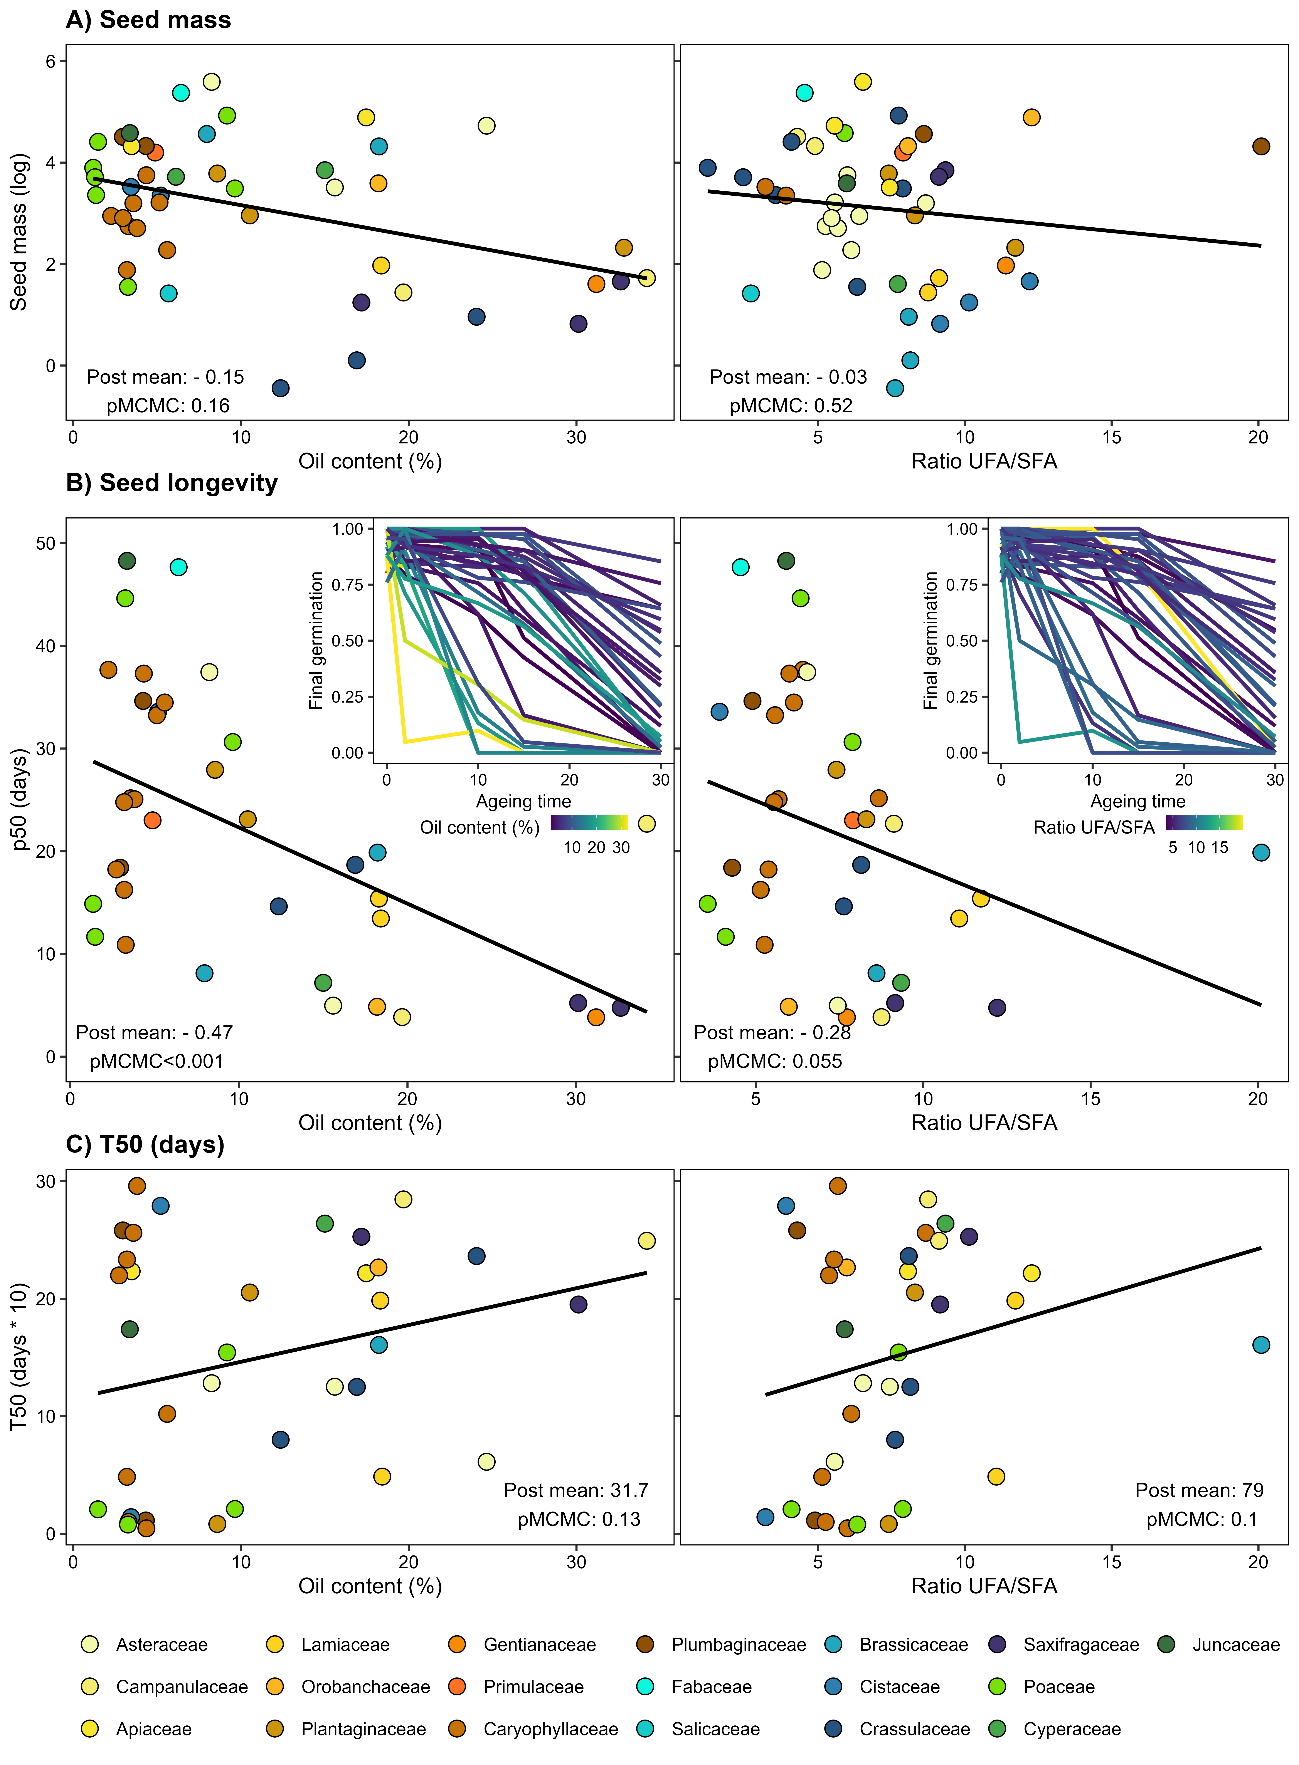 A) Seed mass
Seed mass (log)
6
4
2
0
Post mean: - 0.15
pMCMC: 0.16
Post mean: - 0.03
pMCMC: 0.52
0 10 20 30
5 10 15 20
Oil content (%)
Ratio UFA/SFA
B) Seed longevity
p50 (days)
50
40
30
20
10
0
Final germination
1.00
0.75
0.50
0.25
0.00
0 10 20 30
Ageing time
Oil content (%)
10 20 30
Final germination
1.00
0.75
0.50
0.25
0.00
0 10 20 30
Ageing time
Ratio UFA/SFA
5 10 15
Post mean: - 0.47
pMCMC<0.001
Post mean: - 0.28
pMCMC: 0.055
0 10 20 30
5 10 15 20
Oil content (%)
Ratio UFA/SFA
C) T50 (days)
T50 (days * 10)
30
20
10
0
Post mean: 31.7
pMCMC: 0.13
Post mean: 79
pMCMC: 0.1
0 10 20 30
5 10 15 20
Oil content (%)
Ratio UFA/SFA
Asteraceae Lamiaceae Gentianaceae Plumbaginaceae Brassicaceae Saxifragaceae Juncaceae
Campanulaceae Orobanchaceae Primulaceae Fabaceae Cistaceae Poaceae
Apiaceae Plantaginaceae Caryophyllaceae Salicaceae Crassulaceae Cyperaceae